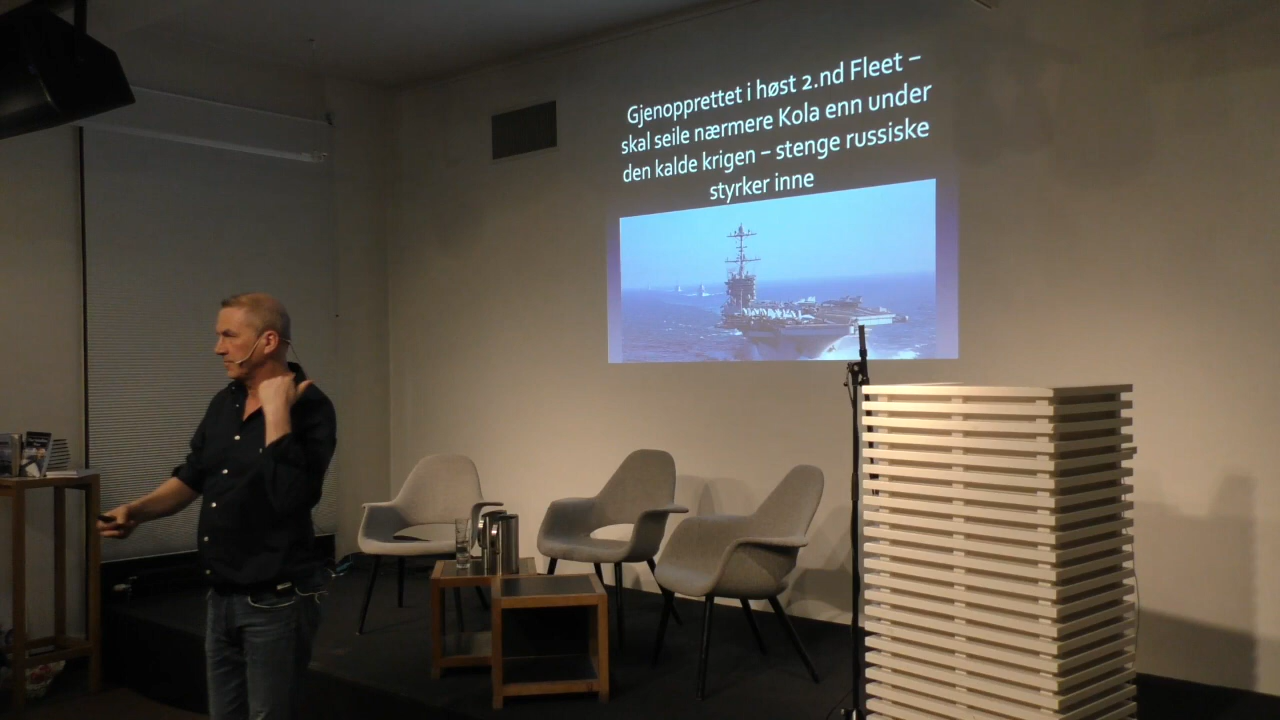 Gjenopprettet i høst 2.nd Fleet –
skal seile nærmere Kola enn under
den kalde krigen – stenge russiske
styrker inne